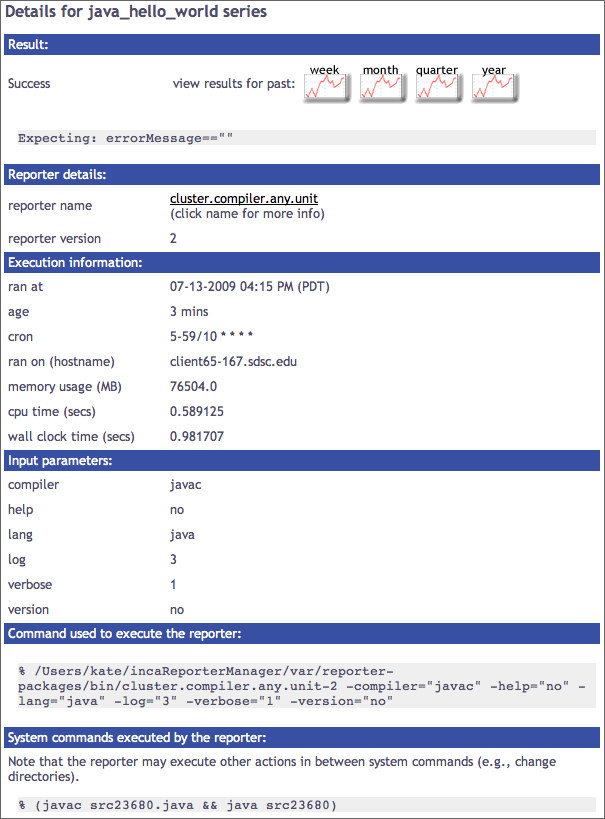 Details for java_hello_world series
Result:
Success view results for past: week month quarter year
Expecting: errorMessage==""
Reporter details:
reporter name cluster.compiler.any.unit
(click name for more info)
reporter version 2
Execution information:
ran at 07-13-2009 04:15 PM (PDT)
age 3 mins
cron 5-59/10 * * * *
ran on (hostname) client65-167.sdsc.edu
memory usage (MB) 76504.0
cpu time (secs) 0.589125
wall clock time (secs) 0.981707
Input parameters:
compiler javac
help no
lang java
log 3
verbose 1
version no
Command used to execute the reporter:
% /Users/kate/incaReporterManager/var/reporter-
packages/bin/cluster.compiler.any.unit-2 -compiler="javac" -help="no" -
lang="java" -log="3" -verbose="1" -version="no"
System commands executed by the reporter:
Note that the reporter may execute other actions in between system commands (e.g., change
directories).
% (javac src23680.java && java src23680)